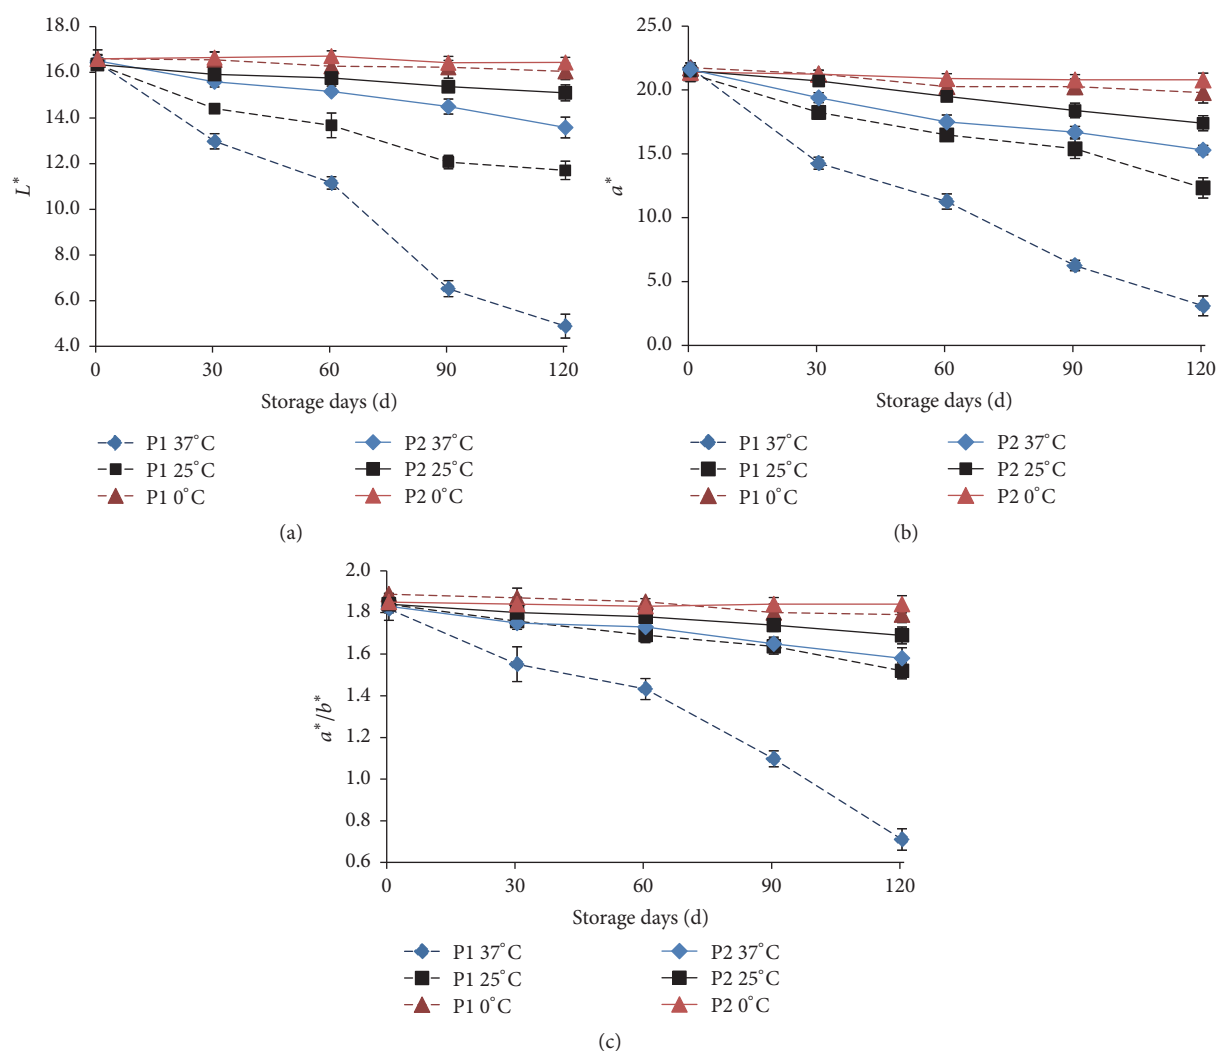 18.0
16.0
14.0
12.0
10.0
8.0
6.0
4.0
L*
0 30 60 90 120
Storage days (d)
P1 37°C P2 37°C
P1 25°C P2 25°C
P1 0°C P2 0°C
(a)
25.0
20.0
15.0
10.0
5.0
0.0
a*
0 30 60 90 120
Storage days (d)
P1 37°C P2 37°C
P1 25°C P2 25°C
P1 0°C P2 0°C
(b)
2.0
1.8
1.6
1.4
1.2
1.0
0.8
0.6
a*/b*
0 30 60 90 120
Storage days (d)
P1 37°C P2 37°C
P1 25°C P2 25°C
P1 0°C P2 0°C
(c)